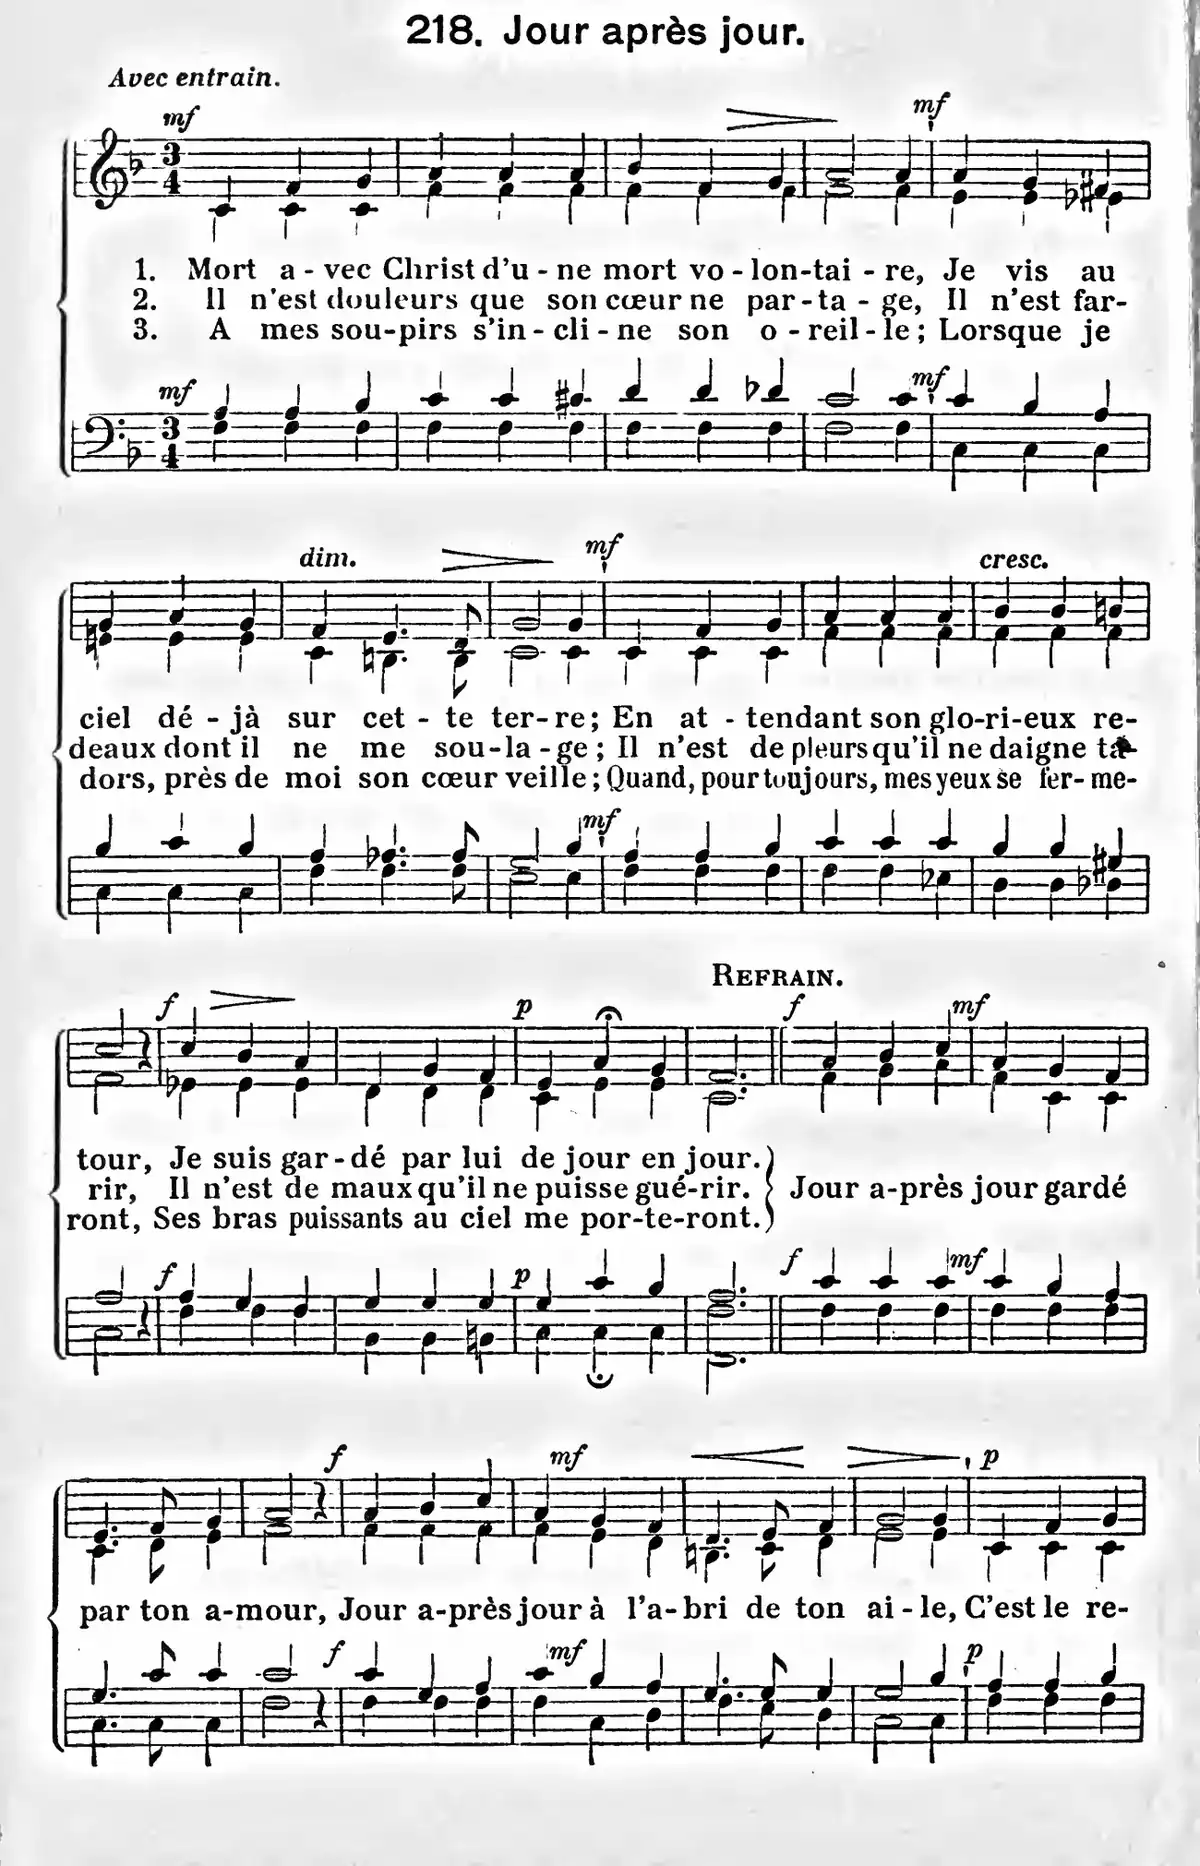 218. Jour après jour.
Avec entrain.
mf mf
1. Mort a - vec Christ d'u - ne mort vo - lon-tai - re, Je vis au
2. Il n'est douleurs que son cœur ne par-ta - ge, Il n'est far-
3. A mes sou-pirs s'in-cli-ne son o-reil-le; Lorsque je
mf mf
dim. mf cresc.
ciel dé - jà sur cet - te ter-re; En at - tendant son glo-ri-eux re-
deaux dont il ne me sou-la-ge; Il n'est de pleurs qu'il ne daigne ta-
dors, près de moi son cœur veille; Quand, pour toujours, mes yeux se fer-me-
mf
REFRAIN.
f p f mf
tour, Je suis gar-dé par lui de jour en jour.
rir, Il n'est de maux qu'il ne puisse gué-rir. Jour a-près jour gardé
ront, Ses bras puissants au ciel me por-te-ront.
f p f mf
f mf p
par ton a-mour, Jour a-près jour à l'a-bri de ton ai-le, C'est le re-
f mf p